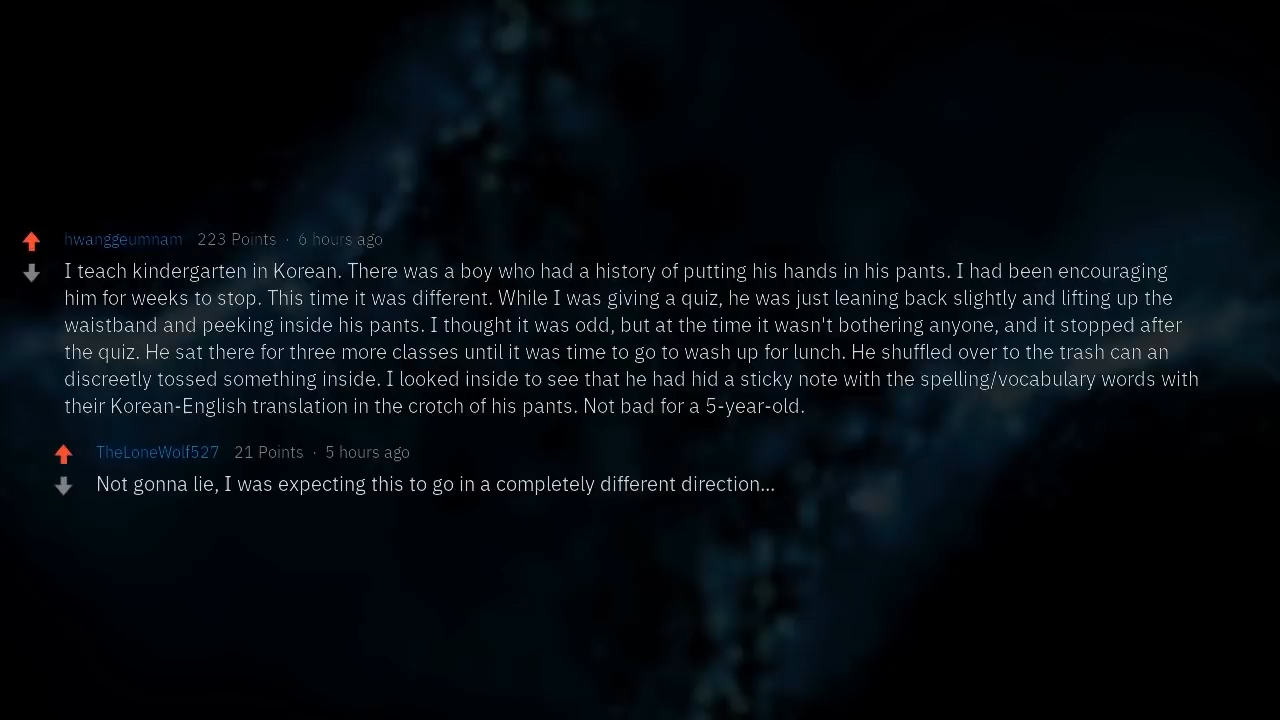 hwanggeumnam 223 Points · 6 hours ago
I teach kindergarten in Korean. There was a boy who had a history of putting his hands in his pants. I had been encouraging
him for weeks to stop. This time it was different. While I was giving a quiz, he was just leaning back slightly and lifting up the
waistband and peeking inside his pants. I thought it was odd, but at the time it wasn't bothering anyone, and it stopped after
the quiz. He sat there for three more classes until it was time to go to wash up for lunch. He shuffled over to the trash can an
discreetly tossed something inside. I looked inside to see that he had hid a sticky note with the spelling/vocabulary words with
their Korean-English translation in the crotch of his pants. Not bad for a 5-year-old.
TheLoneWolf527 21 Points · 5 hours ago
Not gonna lie, I was expecting this to go in a completely different direction...